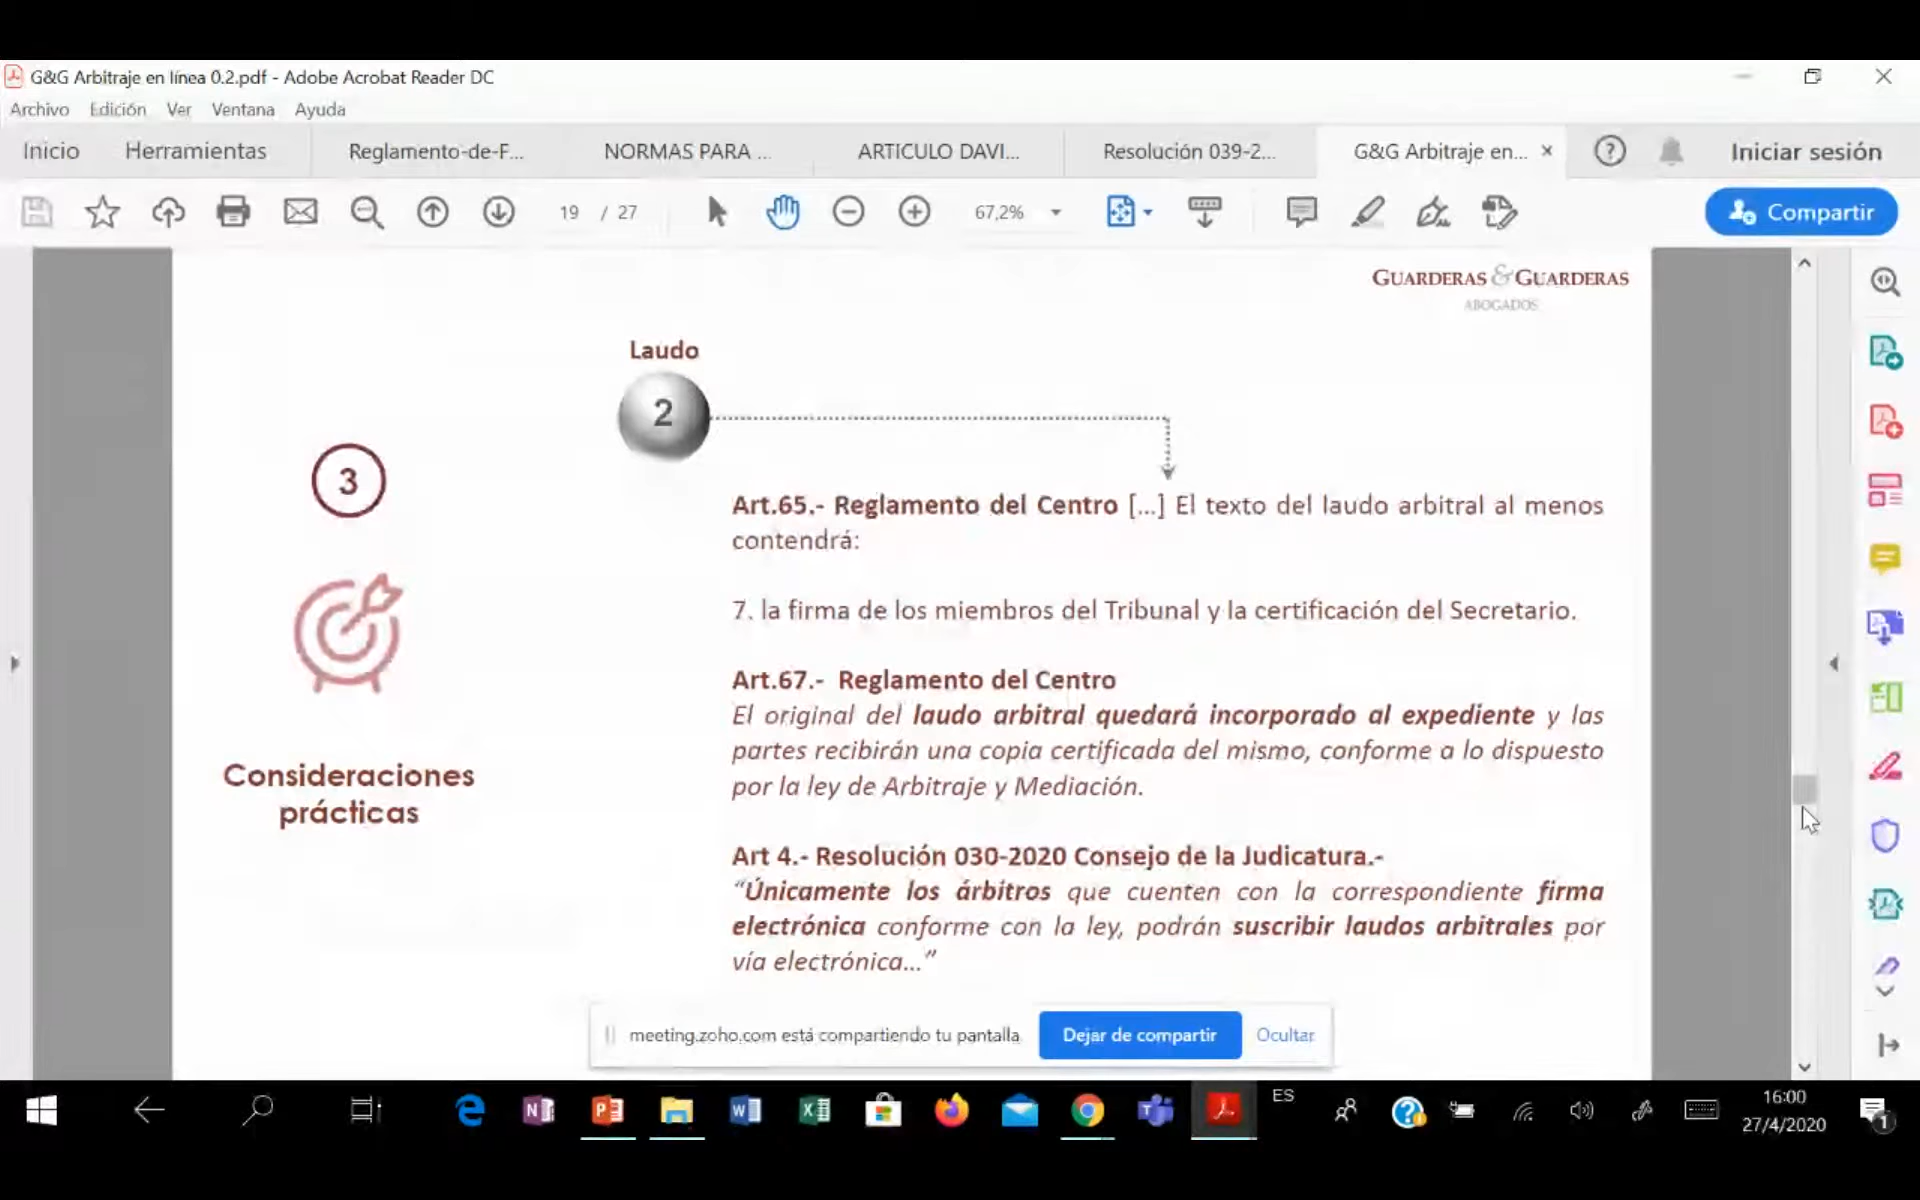 G&G Arbitraje en línea 0.2.pdf - Adobe Acrobat Reader DC
Archivo Edición Ver Ventana Ayuda
Inicio Herramientas Reglamento-de-F... NORMAS PARA ... ARTICULO DAVI... Resolución 039-2... G&G Arbitraje en... × Iniciar sesión
19 / 27 67,2% Compartir
GUARDERAS & GUARDERAS
ABOGADOS
Laudo
2
3
Consideraciones
prácticas
Art.65.- Reglamento del Centro [...] El texto del laudo arbitral al menos
contendrá:
7. la firma de los miembros del Tribunal y la certificación del Secretario.
Art.67.- Reglamento del Centro
El original del laudo arbitral quedará incorporado al expediente y las
partes recibirán una copia certificada del mismo, conforme a lo dispuesto
por la ley de Arbitraje y Mediación.
Art 4.- Resolución 030-2020 Consejo de la Judicatura.-
“Únicamente los árbitros que cuenten con la correspondiente firma
electrónica conforme con la ley, podrán suscribir laudos arbitrales por
vía electrónica...”
meeting.zoho.com está compartiendo tu pantalla. Dejar de compartir Ocultar
ES
16:00
27/4/2020
1